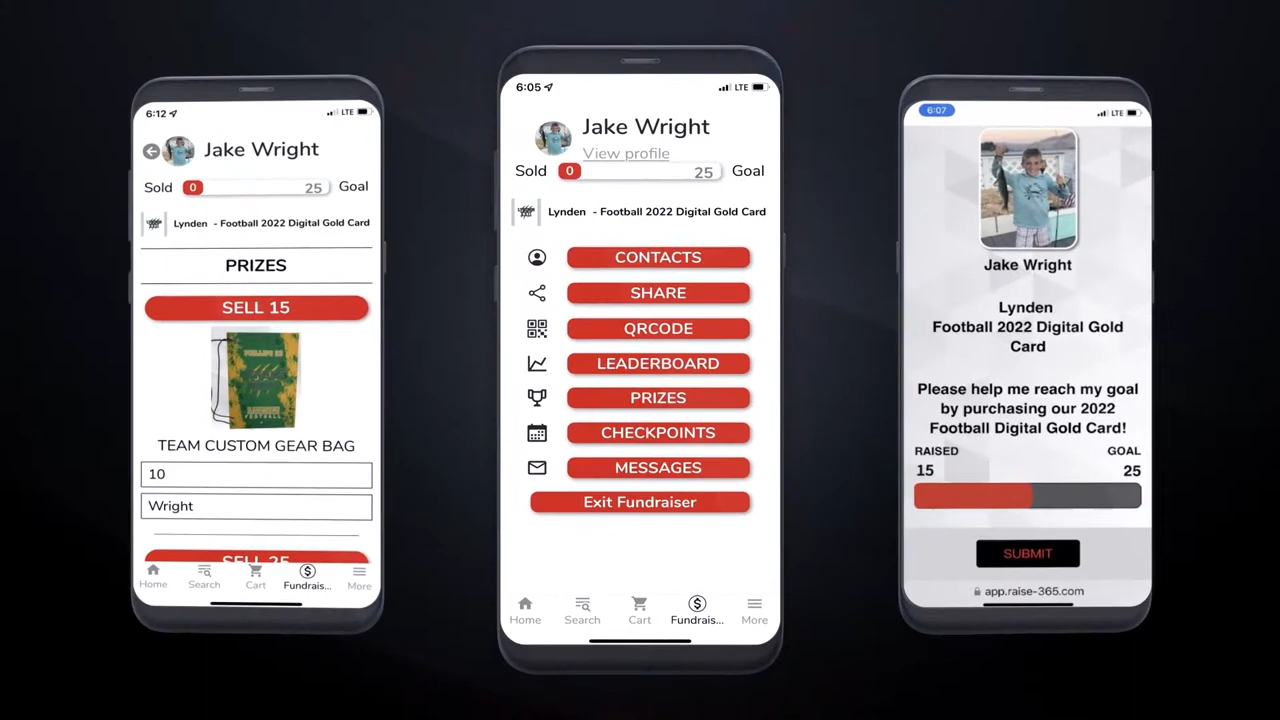 6:12
LTE
Jake Wright
Sold
0
25
Goal
Lynden - Football 2022 Digital Gold Card
PRIZES
SELL 15
TEAM CUSTOM GEAR BAG
10
Wright
SELL 25
Home
Search
Cart
Fundrais...
More
6:05
LTE
Jake Wright
View profile
Sold
0
25
Goal
Lynden - Football 2022 Digital Gold Card
CONTACTS
SHARE
QRCODE
LEADERBOARD
PRIZES
CHECKPOINTS
MESSAGES
Exit Fundraiser
Home
Search
Cart
Fundrais...
More
6:07
LTE
Jake Wright
Lynden
Football 2022 Digital Gold
Card
Please help me reach my goal
by purchasing our 2022
Football Digital Gold Card!
RAISED
GOAL
15
25
SUBMIT
app.raise-365.com